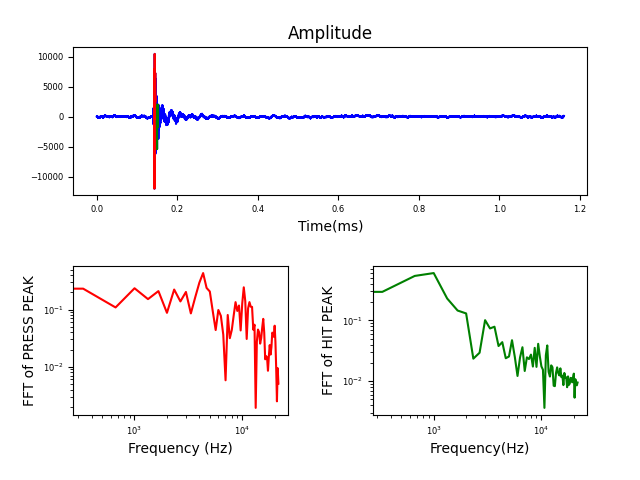 Amplitude
10000
5000
0
−5000
−10000
0.0 0.2 0.4 0.6 0.8 1.0 1.2
Time(ms)
FFT of PRESS PEAK
10⁻¹
10⁻²
10³ 10⁴
Frequency (Hz)
FFT of HIT PEAK
10⁻¹
10⁻²
10³ 10⁴
Frequency(Hz)